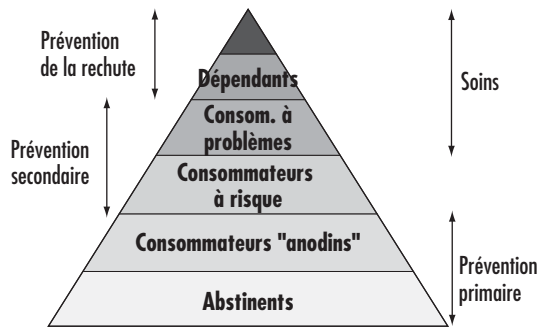 Prévention
de la rechute
Dépendants
Soins
Consom. à
problèmes
Prévention
secondaire
Consommateurs
à risque
Consommateurs "anodins"
Prévention
primaire
Abstinents